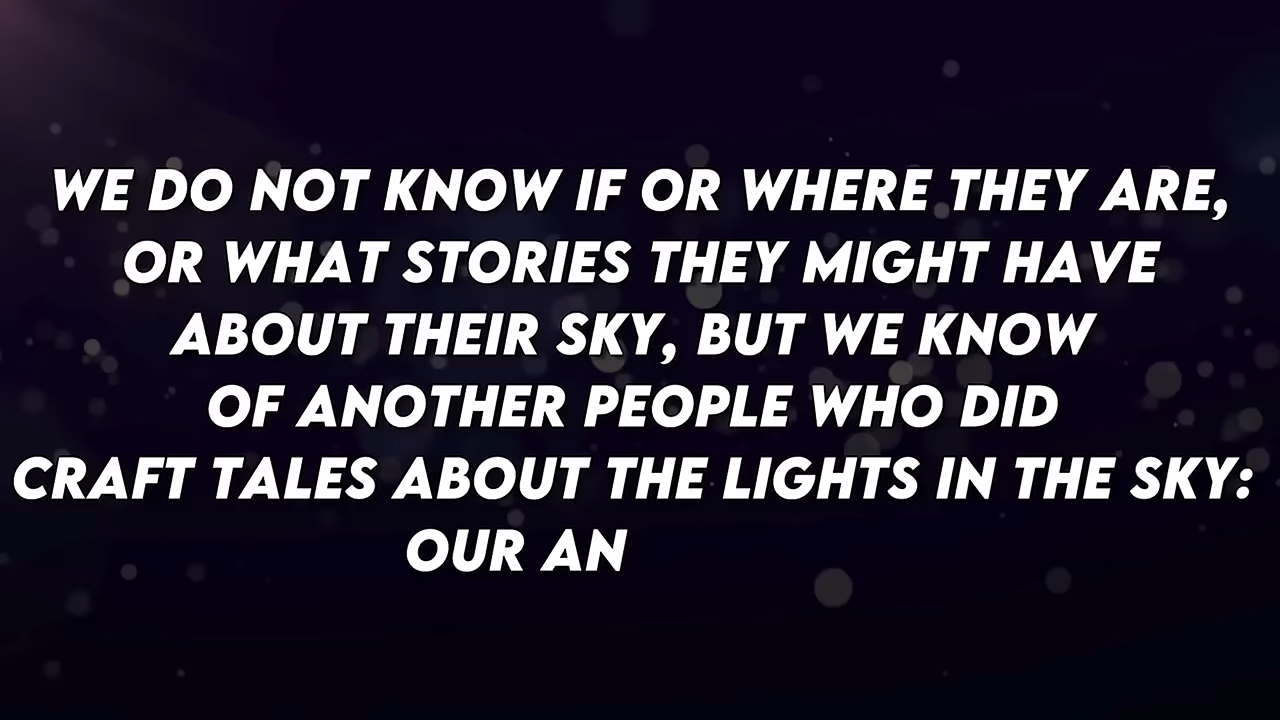 WE DO NOT KNOW IF OR WHERE THEY ARE,
OR WHAT STORIES THEY MIGHT HAVE
ABOUT THEIR SKY, BUT WE KNOW
OF ANOTHER PEOPLE WHO DID
CRAFT TALES ABOUT THE LIGHTS IN THE SKY:
OUR AN